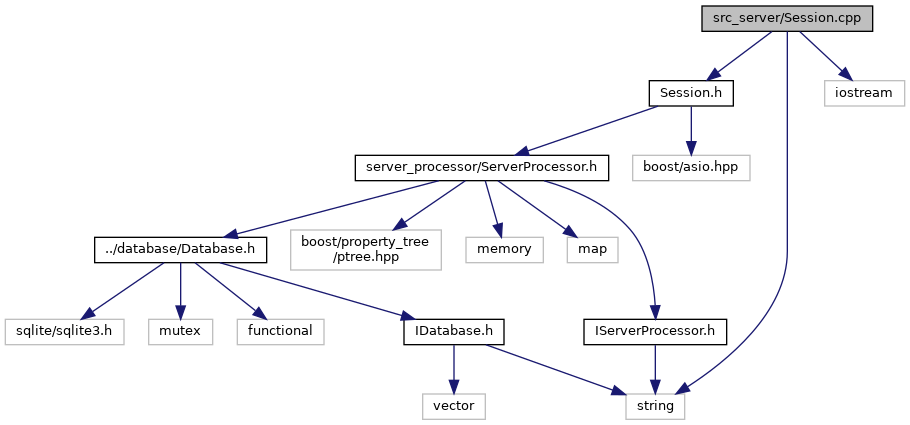 src_server/Session.cpp
Session.h
iostream
server_processor/ServerProcessor.h
boost/asio.hpp
../database/Database.h
boost/property_tree
/ptree.hpp
memory
map
sqlite/sqlite3.h
mutex
functional
IDatabase.h
IServerProcessor.h
vector
string